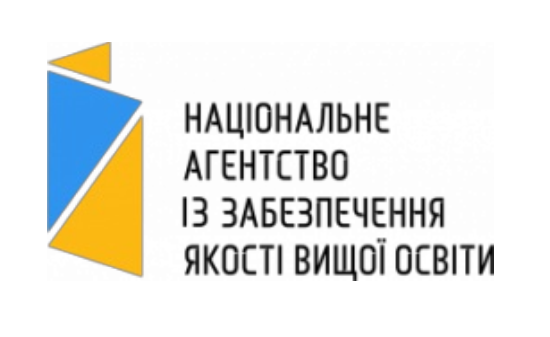 НАЦІОНАЛЬНЕ
АГЕНТСТВО
ІЗ ЗАБЕЗПЕЧЕННЯ
ЯКОСТІ ВИЩОЇ ОСВІТИ